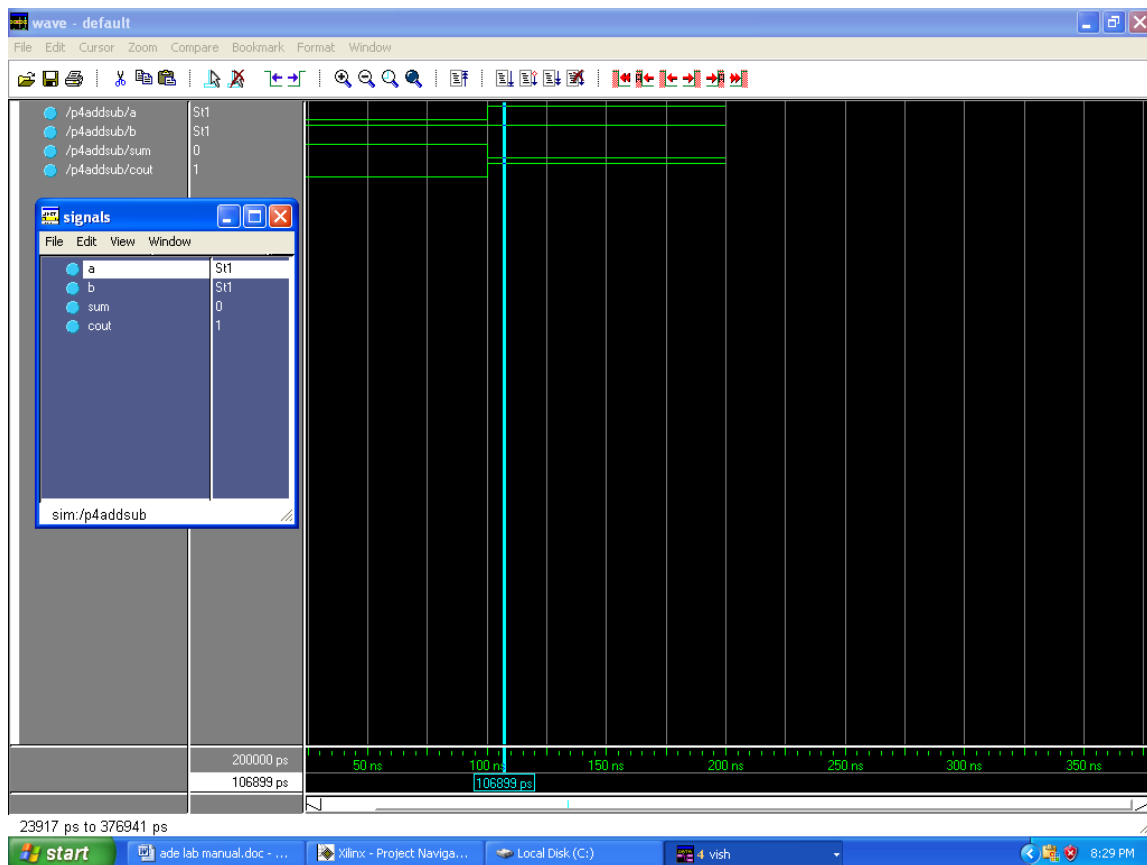 wave - default
File Edit Cursor Zoom Compare Bookmark Format Window
/p4addsub/a St1
/p4addsub/b St1
/p4addsub/sum 0
/p4addsub/cout 1
signals
File Edit View Window
a St1
b St1
sum 0
cout 1
sim:/p4addsub
200000 ps 50 ns 100 ns 150 ns 200 ns 250 ns 300 ns 350 ns
106899 ps 106899 ps
23917 ps to 376941 ps
start ade lab manual.doc - ... Xilinx - Project Naviga... Local Disk (C:) 4 vish 8:29 PM